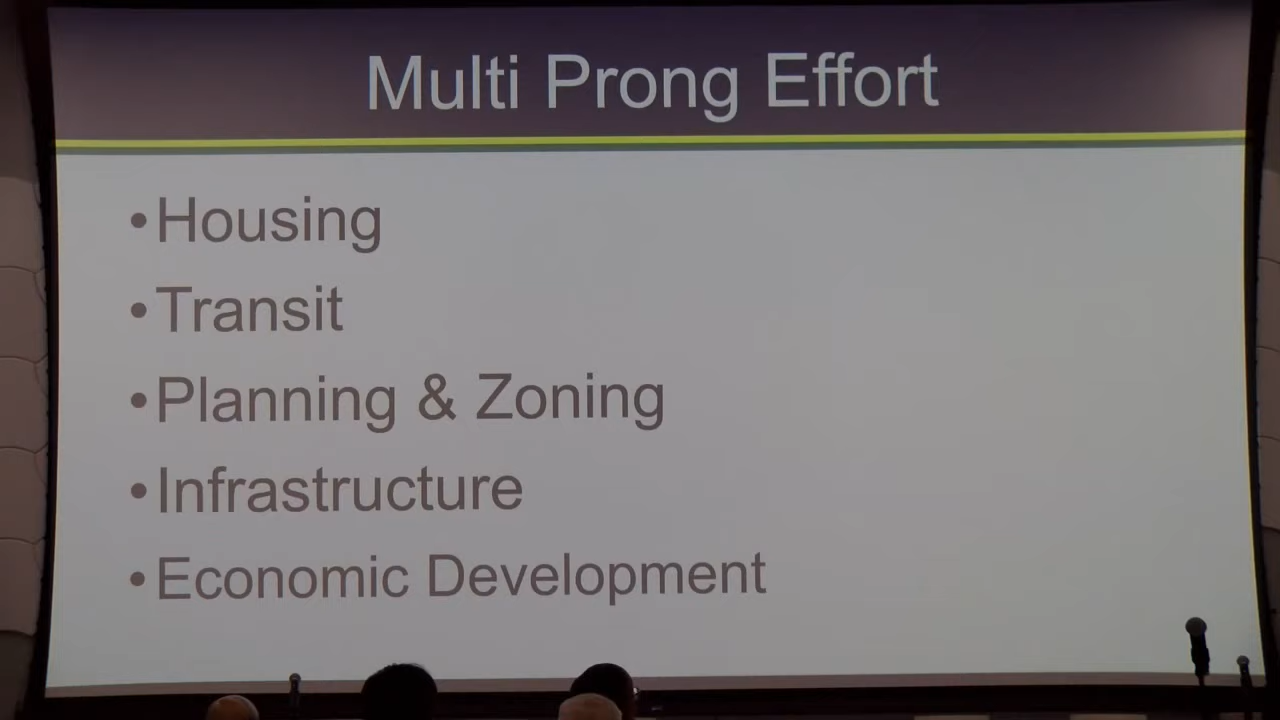 Multi Prong Effort
•Housing
•Transit
•Planning & Zoning
•Infrastructure
•Economic Development